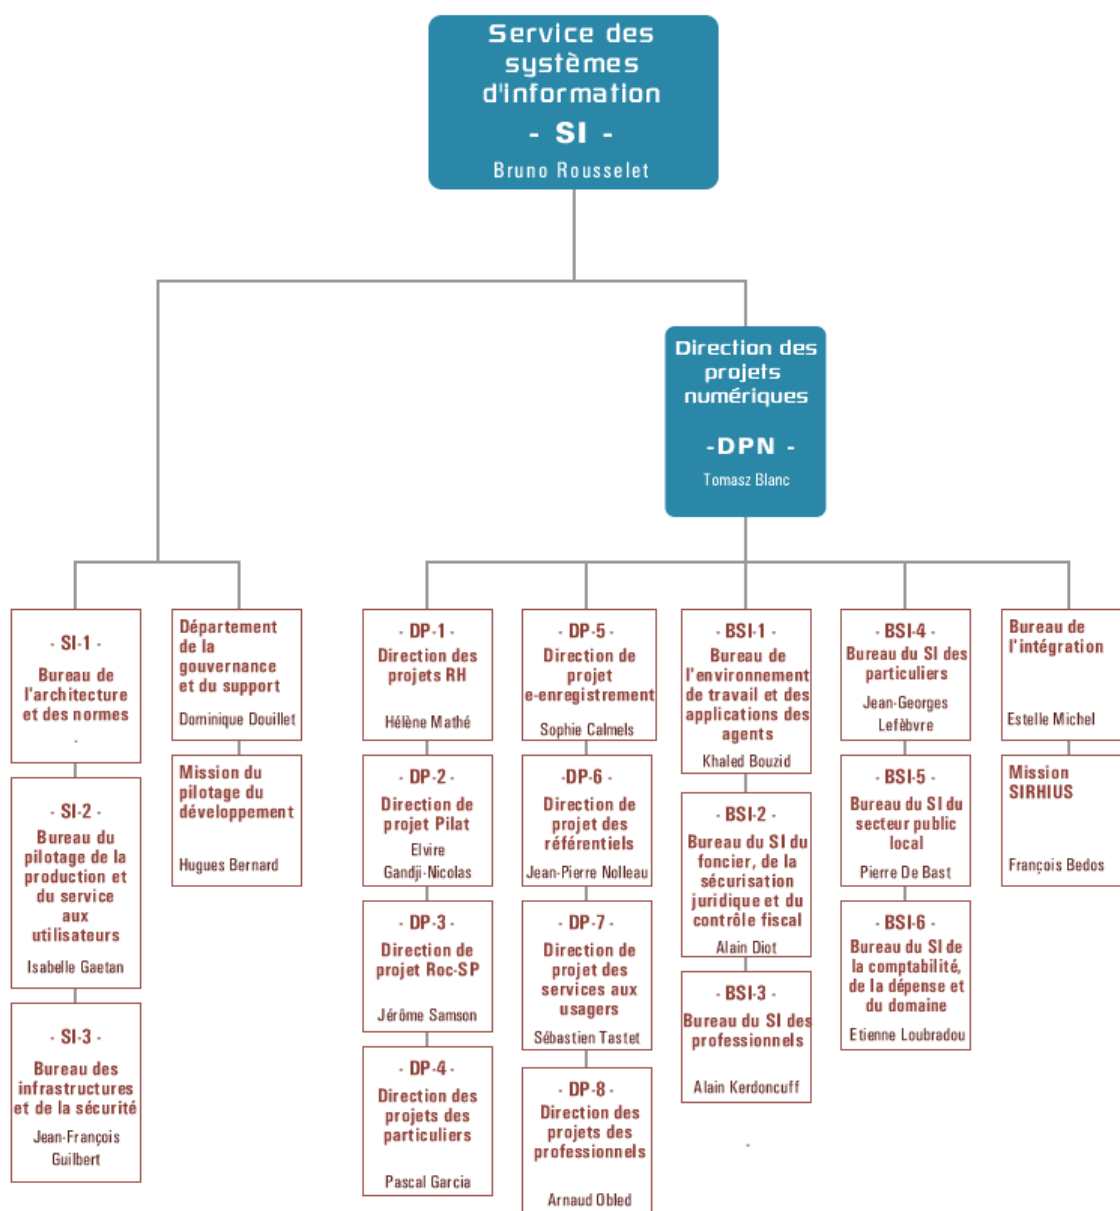 Service des
systèmes
d'information
- SI -
Bruno Rousselet
Direction des
projets
numériques
-DPN -
Tomasz Blanc
- SI-1 -
Bureau de
l'architecture
et des normes
.
- SI-2 -
Bureau du
pilotage de la
production et
du service
aux
utilisateurs
Isabelle Gaetan
- SI-3 -
Bureau des
infrastructures
et de la sécurité
Jean-François
Guilbert
Département
de la
gouvernance
et du support
Dominique Douillet
Mission du
pilotage du
développement
Hugues Bernard
- DP-1 -
Direction des
projets RH
Hélène Mathé
- DP-2 -
Direction de
projet Pilat
Elvire
Gandji-Nicolas
- DP-3 -
Direction de
projet Roc-SP
Jérôme Samson
- DP-4 -
Direction des
projets des
particuliers
Pascal Garcia
- DP-5 -
Direction de
projet
e-enregistrement
Sophie Calmels
-DP-6 -
Direction de
projet des
référentiels
Jean-Pierre Nolleau
- DP-7 -
Direction de
projet des
services aux
usagers
Sébastien Tastet
- DP-8 -
Direction des
projets des
professionnels
Arnaud Obled
- BSI-1 -
Bureau de
l'environnement
de travail et des
applications des
agents
Khaled Bouzid
- BSI-2 -
Bureau du SI du
foncier, de la
sécurisation
juridique et du
contrôle fiscal
Alain Diot
- BSI-3 -
Bureau du SI des
professionnels
Alain Kerdoncuff
.
- BSI-4 -
Bureau du SI des
particuliers
Jean-Georges
Lefèbvre
- BSI-5 -
Bureau du SI du
secteur public
local
Pierre De Bast
- BSI-6 -
Bureau du SI de
la comptabilité,
de la dépense et
du domaine
Etienne Loubradou
Bureau de
l'intégration
Estelle Michel
Mission
SIRHIUS
François Bedos